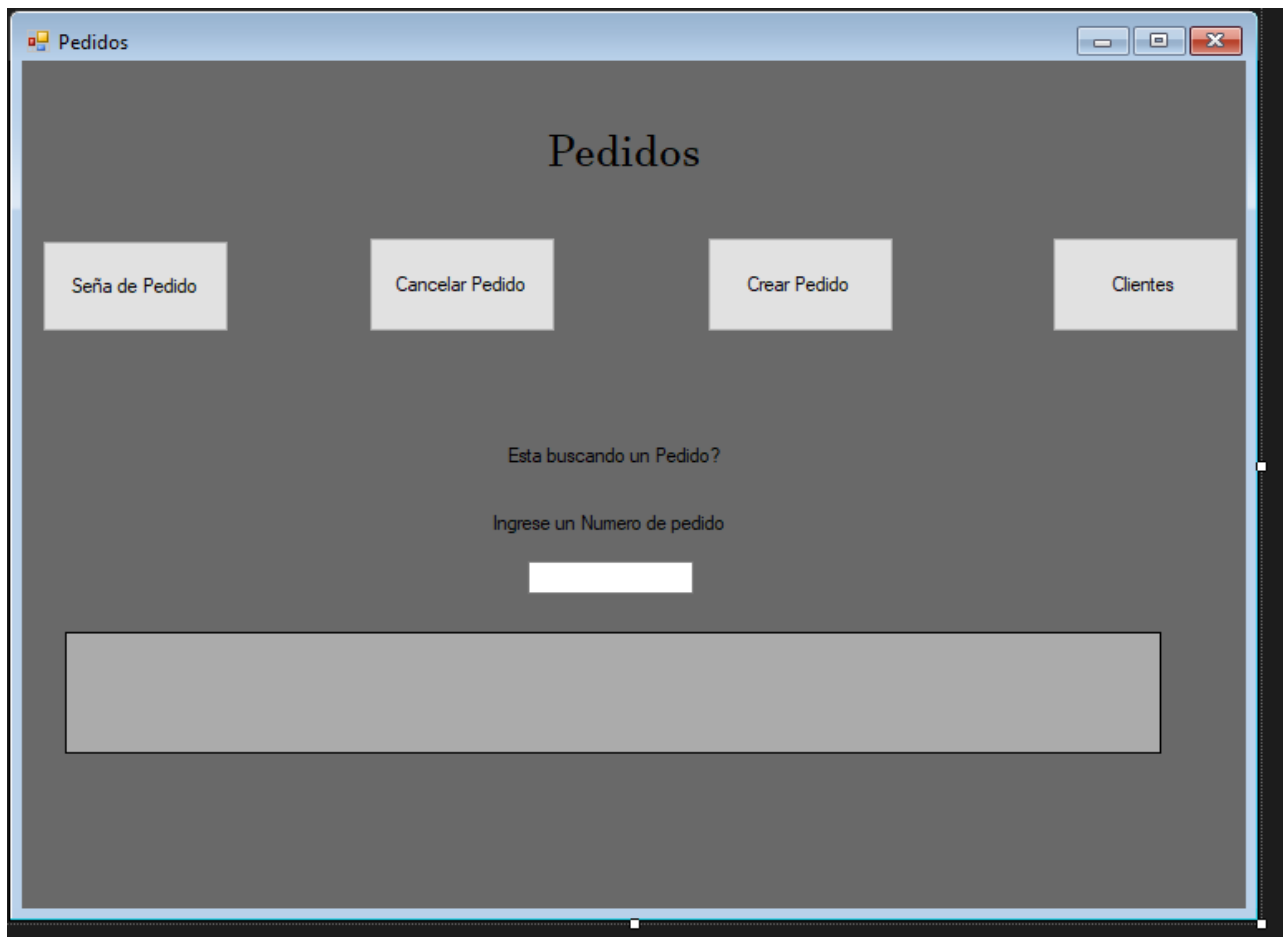 Pedidos
Pedidos
Seña de Pedido
Cancelar Pedido
Crear Pedido
Clientes
Esta buscando un Pedido?
Ingrese un Numero de pedido